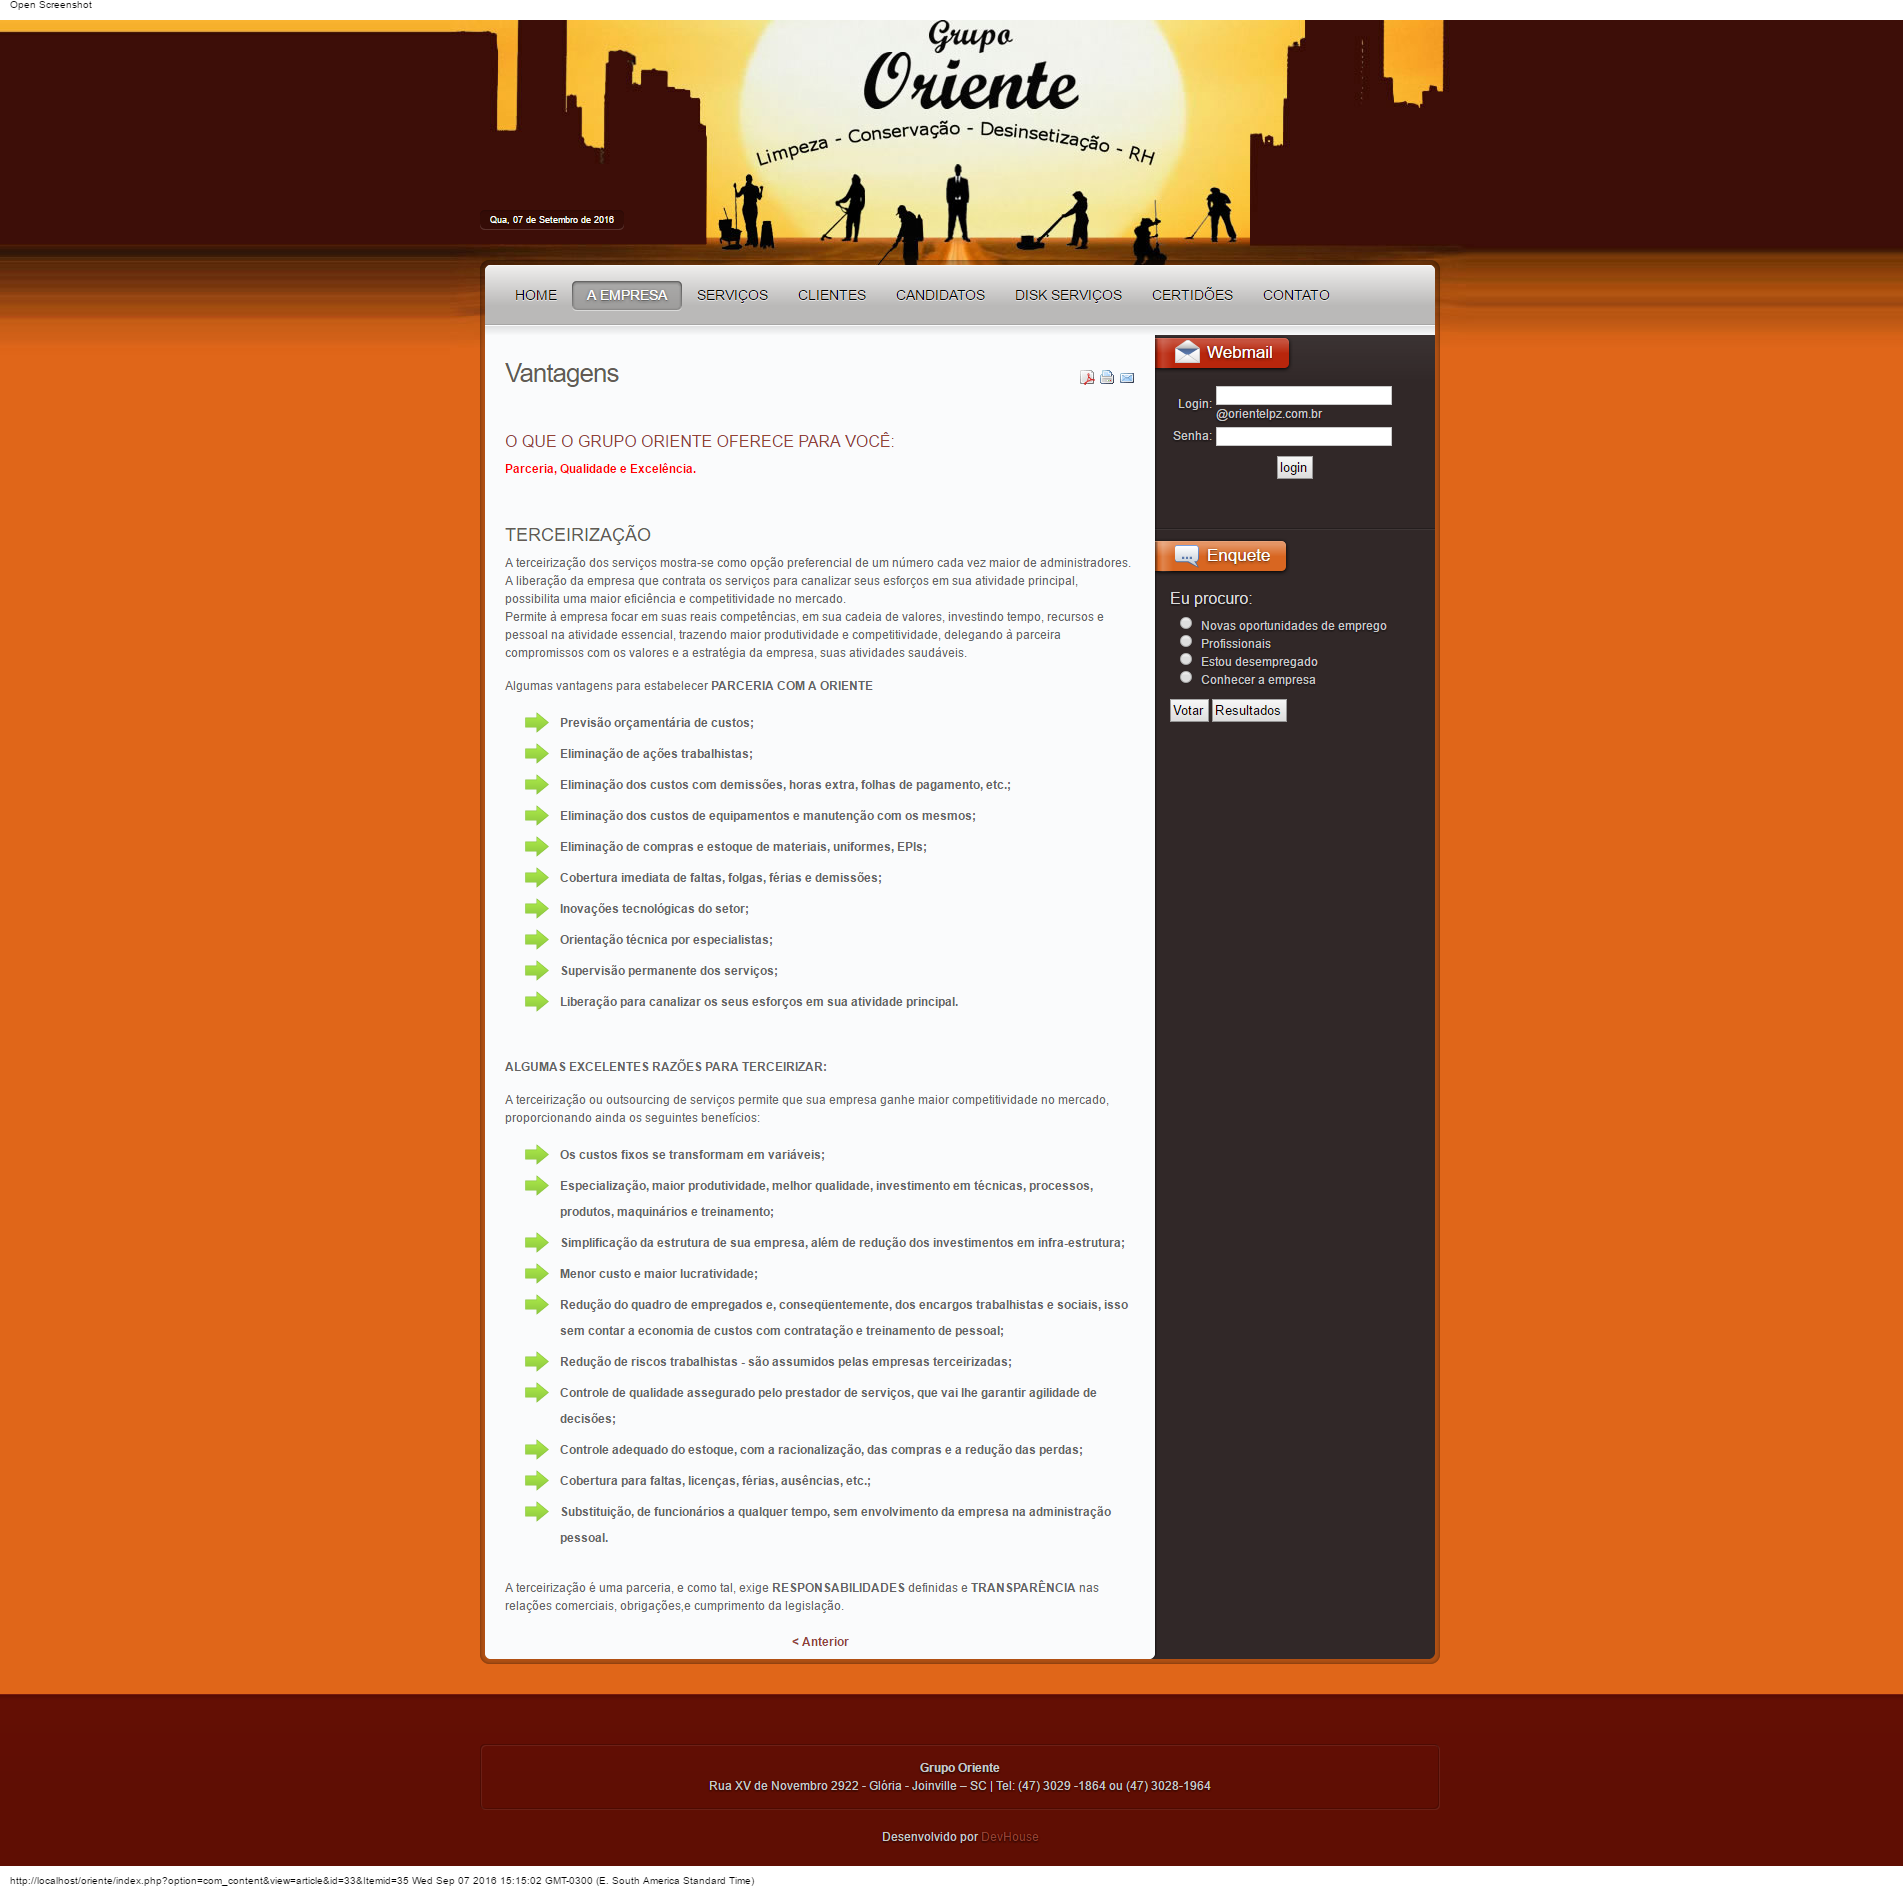 Open Screenshot
Grupo
Oriente
Limpeza - Conservação - Desinsetização - RH
Qua, 07 de Setembro de 2016
HOME A EMPRESA SERVIÇOS CLIENTES CANDIDATOS DISK SERVIÇOS CERTIDÕES CONTATO
Vantagens
O QUE O GRUPO ORIENTE OFERECE PARA VOCÊ:
Parceria, Qualidade e Excelência.
TERCEIRIZAÇÃO
A terceirização dos serviços mostra-se como opção preferencial de um número cada vez maior de administradores.
A liberação da empresa que contrata os serviços para canalizar seus esforços em sua atividade principal,
possibilita uma maior eficiência e competitividade no mercado.
Permite à empresa focar em suas reais competências, em sua cadeia de valores, investindo tempo, recursos e
pessoal na atividade essencial, trazendo maior produtividade e competitividade, delegando à parceira
compromissos com os valores e a estratégia da empresa, suas atividades saudáveis.
Algumas vantagens para estabelecer PARCERIA COM A ORIENTE
Previsão orçamentária de custos;
Eliminação de ações trabalhistas;
Eliminação dos custos com demissões, horas extra, folhas de pagamento, etc.;
Eliminação dos custos de equipamentos e manutenção com os mesmos;
Eliminação de compras e estoque de materiais, uniformes, EPIs;
Cobertura imediata de faltas, folgas, férias e demissões;
Inovações tecnológicas do setor;
Orientação técnica por especialistas;
Supervisão permanente dos serviços;
Liberação para canalizar os seus esforços em sua atividade principal.
ALGUMAS EXCELENTES RAZÕES PARA TERCEIRIZAR:
A terceirização ou outsourcing de serviços permite que sua empresa ganhe maior competitividade no mercado,
proporcionando ainda os seguintes benefícios:
Os custos fixos se transformam em variáveis;
Especialização, maior produtividade, melhor qualidade, investimento em técnicas, processos,
produtos, maquinários e treinamento;
Simplificação da estrutura de sua empresa, além de redução dos investimentos em infra-estrutura;
Menor custo e maior lucratividade;
Redução do quadro de empregados e, conseqüentemente, dos encargos trabalhistas e sociais, isso
sem contar a economia de custos com contratação e treinamento de pessoal;
Redução de riscos trabalhistas - são assumidos pelas empresas terceirizadas;
Controle de qualidade assegurado pelo prestador de serviços, que vai lhe garantir agilidade de
decisões;
Controle adequado do estoque, com a racionalização, das compras e a redução das perdas;
Cobertura para faltas, licenças, férias, ausências, etc.;
Substituição, de funcionários a qualquer tempo, sem envolvimento da empresa na administração
pessoal.
A terceirização é uma parceria, e como tal, exige RESPONSABILIDADES definidas e TRANSPARÊNCIA nas
relações comerciais, obrigações,e cumprimento da legislação.
< Anterior
Webmail
Login:
@orientelpz.com.br
Senha:
login
Enquete
Eu procuro:
Novas oportunidades de emprego
Profissionais
Estou desempregado
Conhecer a empresa
Votar Resultados
Grupo Oriente
Rua XV de Novembro 2922 - Glória - Joinville – SC | Tel: (47) 3029 -1864 ou (47) 3028-1964
Desenvolvido por DevHouse
http://localhost/oriente/index.php?option=com_content&view=article&id=33&Itemid=35 Wed Sep 07 2016 15:15:02 GMT-0300 (E. South America Standard Time)